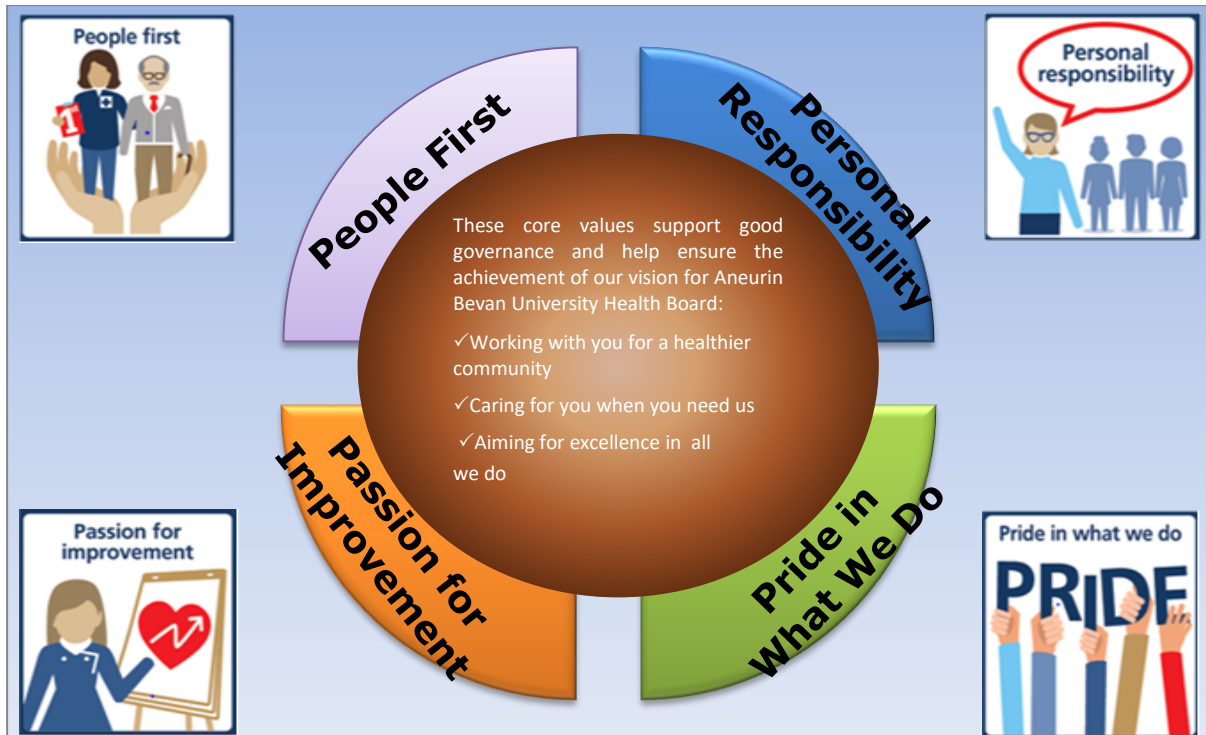 People first
Personal
responsibility
People First
Personal
Responsibility
These core values support good
governance and help ensure the
achievement of our vision for Aneurin
Bevan University Health Board:
✓Working with you for a healthier
community
✓Caring for you when you need us
✓Aiming for excellence in all
we do
Passion for
Improvement
Pride in
What We Do
Passion for
improvement
Pride in what we do
PRIDE